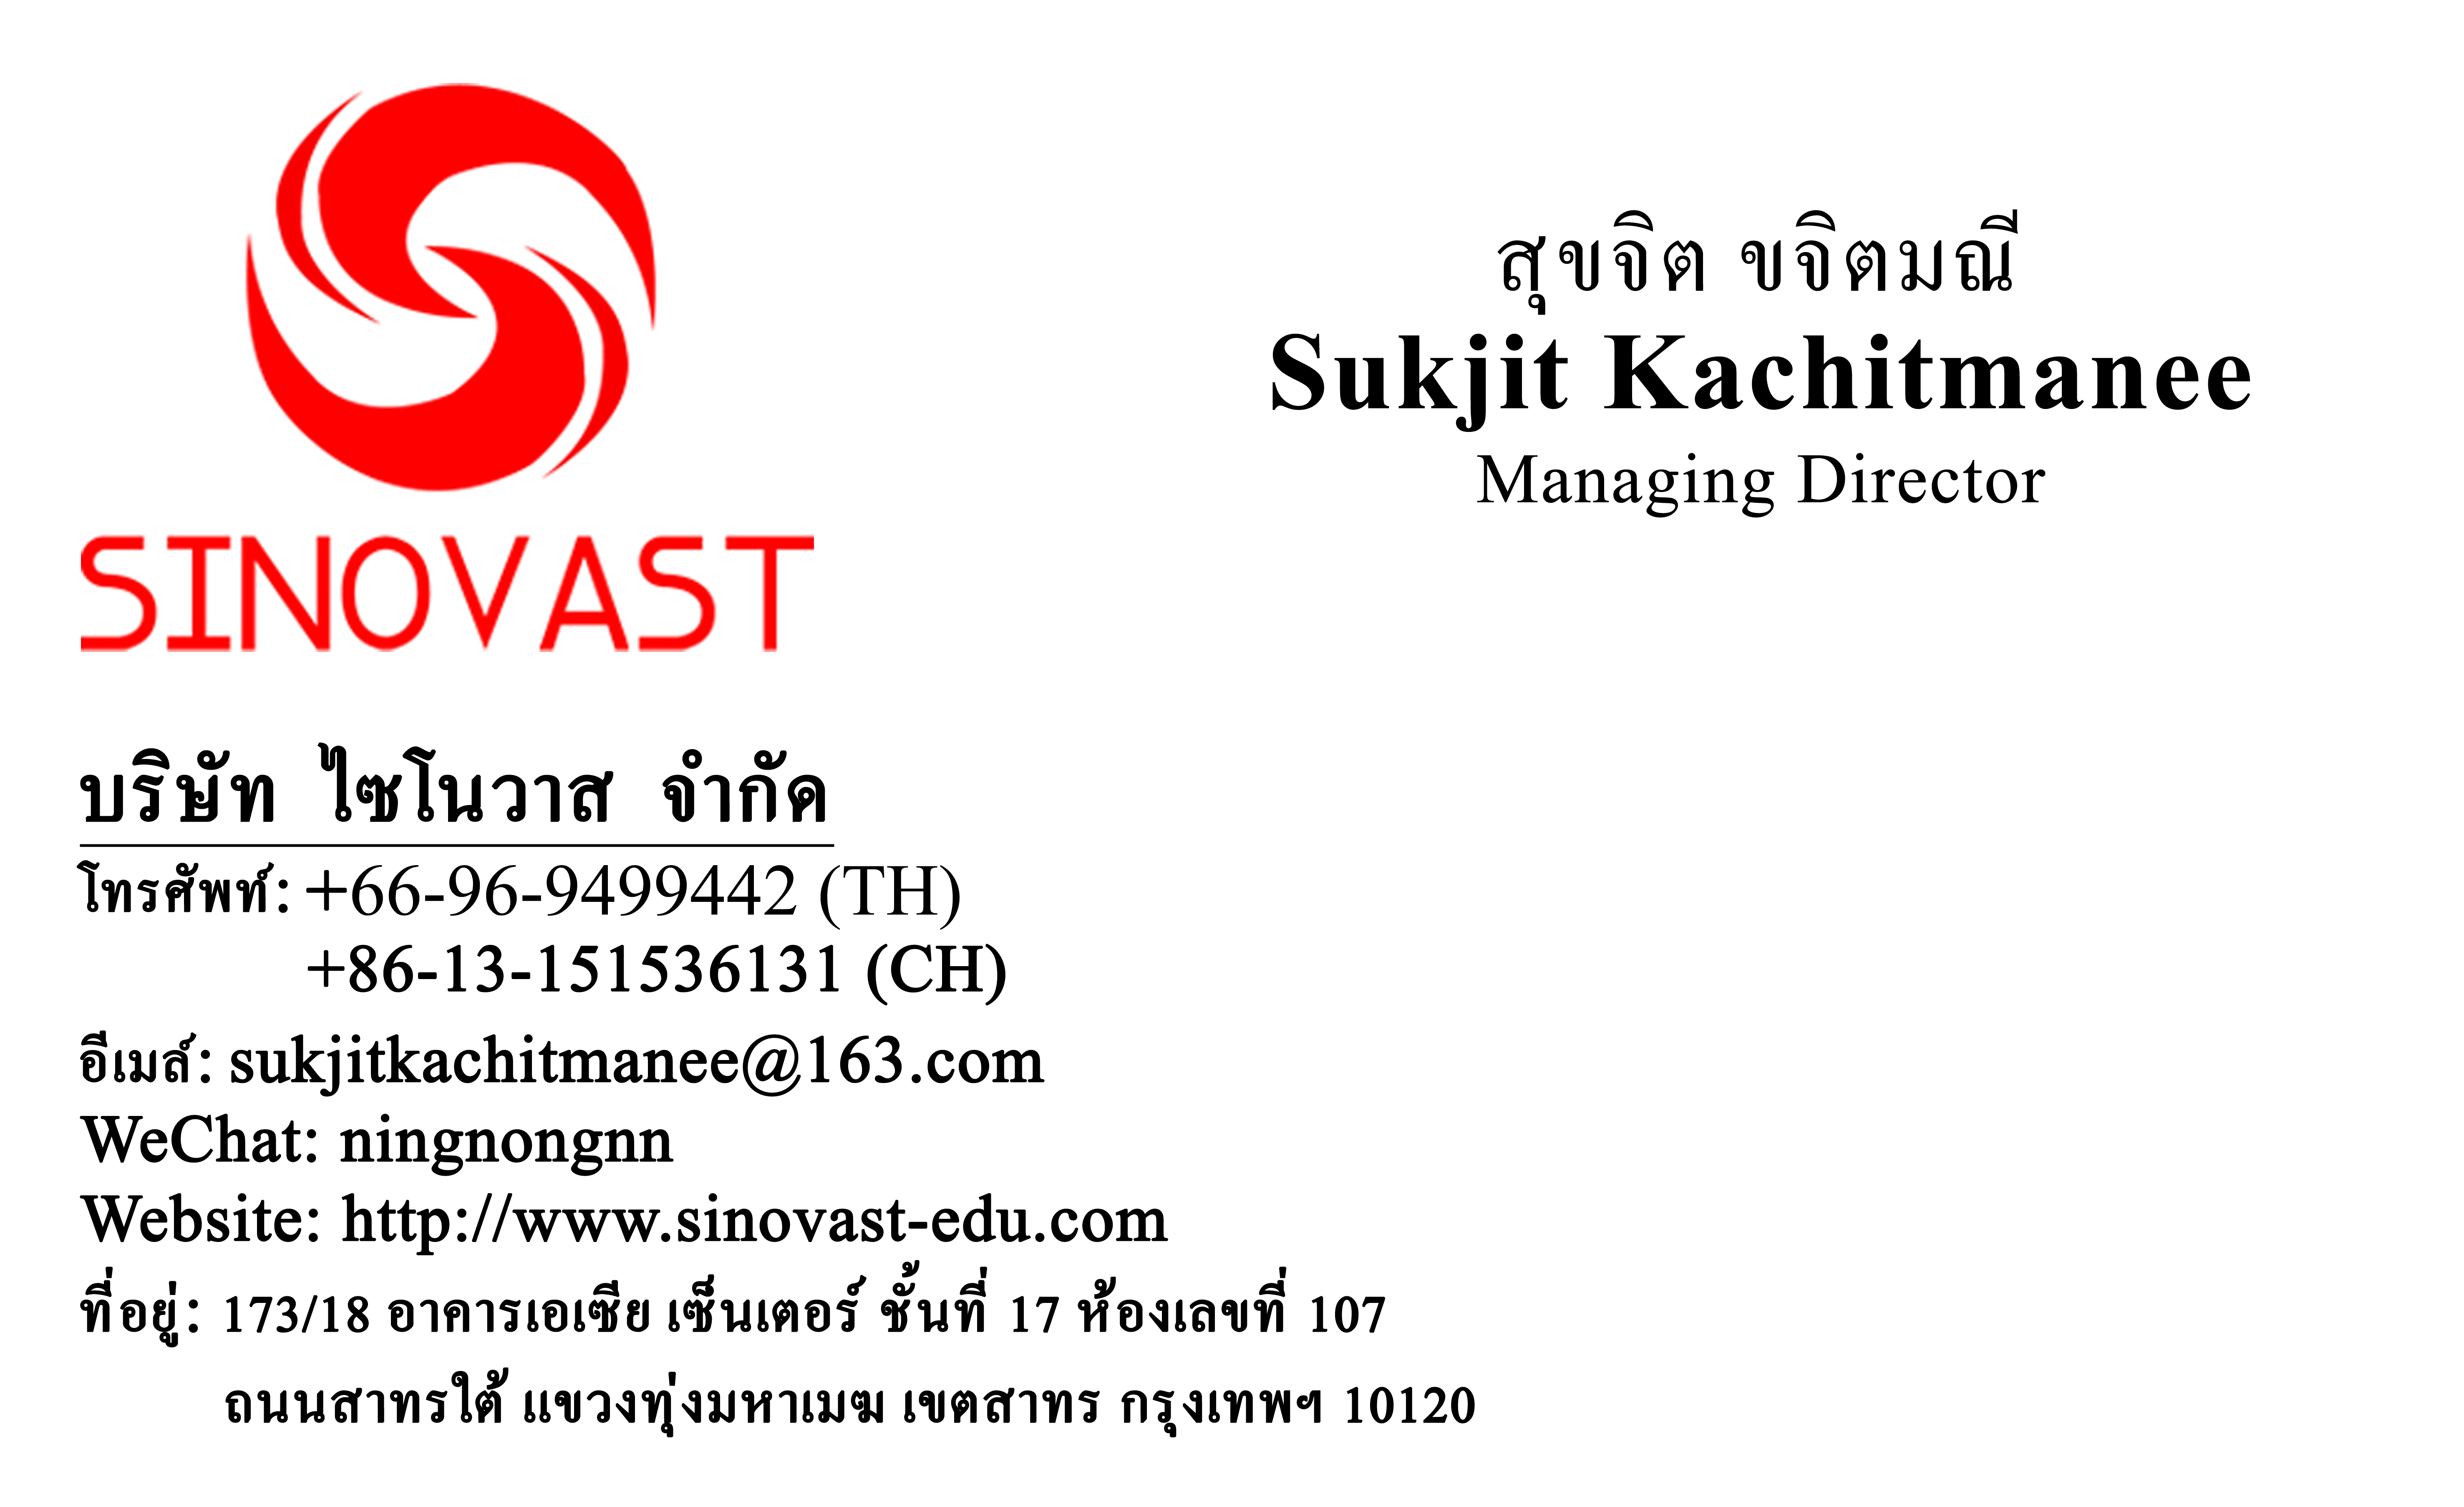 SINOVAST
สุขจิต ขจิตมณี
Sukjit Kachitmanee
Managing Director
บริษัท ไซโนวาส จำกัด
โทรศัพท์: +66-96-9499442 (TH)
+86-13-151536131 (CH)
อีเมล์: sukjitkachitmanee@163.com
WeChat: ningnongnn
Website: http://www.sinovast-edu.com
ที่อยู่: 173/18 อาคารเอเซีย เซ็นเตอร์ ชั้นที่ 17 ห้องเลขที่ 107
ถนนสาทรใต้ แขวงทุ่งมหาเมฆ เขตสาทร กรุงเทพฯ 10120